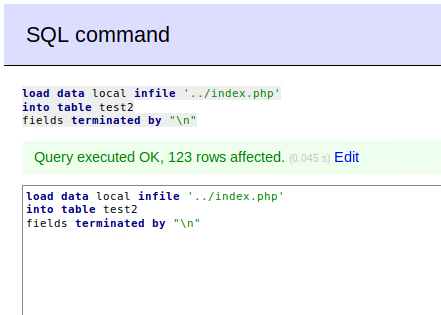 SQL command
load data local infile '../index.php'
into table test2
fields terminated by "\n"
Query executed OK, 123 rows affected. (0.045 s) Edit
load data local infile '../index.php'
into table test2
fields terminated by "\n"